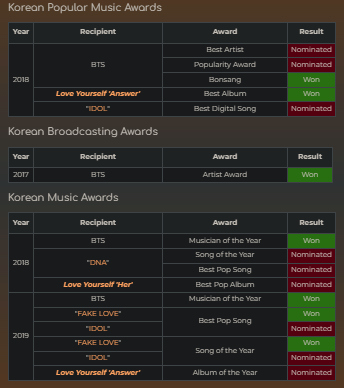 Korean Popular Music Awards
Year Recipient Award Result
2018 BTS Best Artist Nominated
Popularity Award Nominated
Bonsang Won
Love Yourself 'Answer' Best Album Won
"IDOL" Best Digital Song Nominated
Korean Broadcasting Awards
Year Recipient Award Result
2017 BTS Artist Award Won
Korean Music Awards
Year Recipient Award Result
2018 BTS Musician of the Year Won
"DNA" Song of the Year Nominated
Best Pop Song Nominated
Love Yourself 'Her' Best Pop Album Nominated
2019 BTS Musician of the Year Won
"FAKE LOVE" Best Pop Song Won
"IDOL" Nominated
"FAKE LOVE" Song of the Year Won
"IDOL" Nominated
Love Yourself 'Answer' Album of the Year Nominated